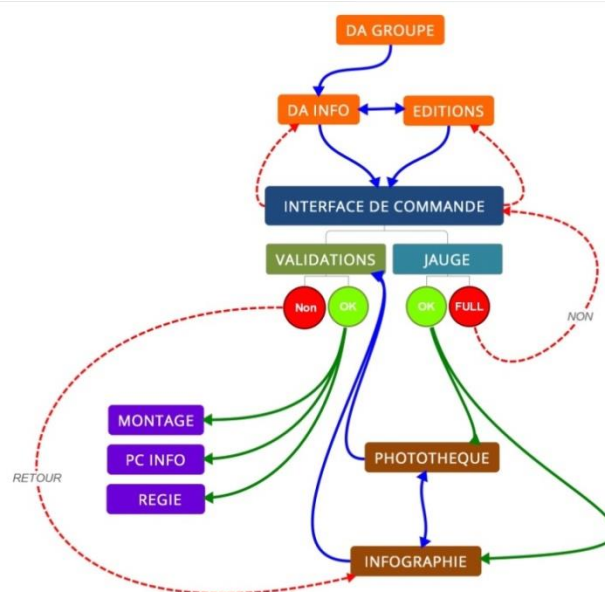 DA GROUPE
DA INFO
EDITIONS
INTERFACE DE COMMANDE
VALIDATIONS
JAUGE
Non
OK
OK
FULL
NON
MONTAGE
PC INFO
PHOTOTHEQUE
RETOUR
REGIE
INFOGRAPHIE